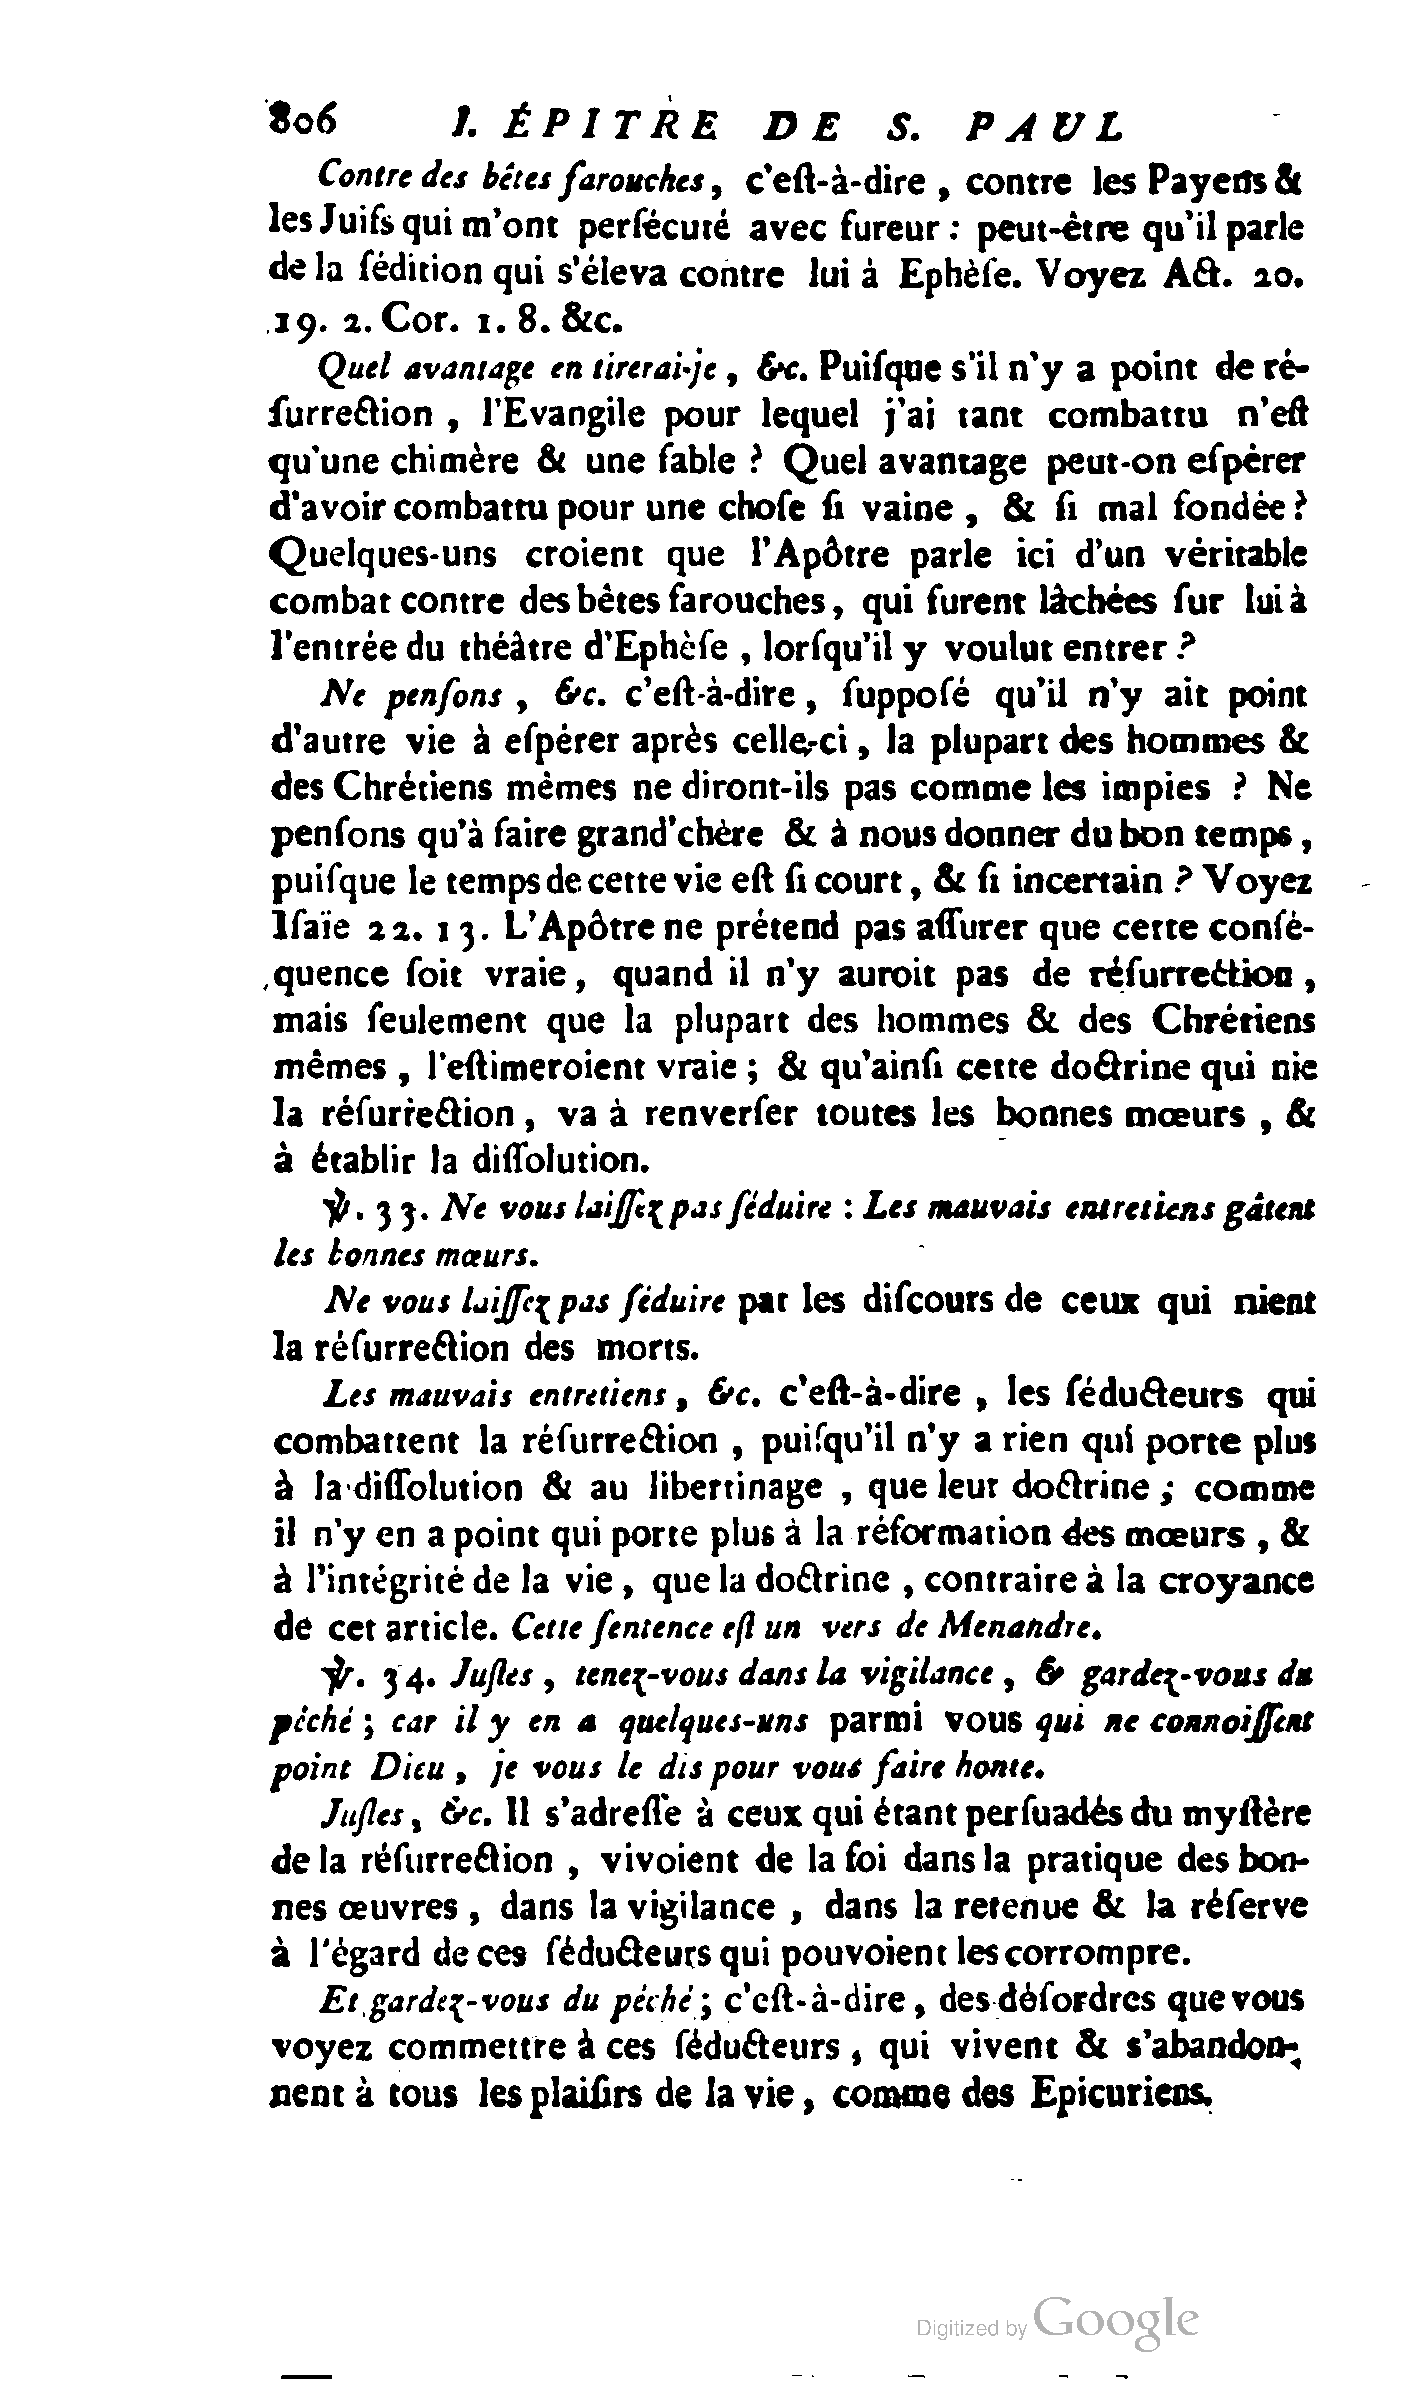 806 I. ÉPITRE DE S. PAUL
Contre des bêtes farouches, c'eſt-à-dire, contre les Payens &
les Juifs qui m'ont perſécuté avec fureur : peut-être qu'il parle
de la ſédition qui s'éleva contre lui à Ephèſe. Voyez Act. 20.
19. 2. Cor. 1. 8. &c.
Quel avantage en tirerai-je, &c. Puiſque s'il n'y a point de ré-
ſurrection, l'Evangile pour lequel j'ai tant combattu n'eſt
qu'une chimère & une fable ? Quel avantage peut-on eſpérer
d'avoir combattu pour une choſe ſi vaine, & ſi mal fondée ?
Quelques-uns croient que l'Apôtre parle ici d'un véritable
combat contre des bêtes farouches, qui furent lâchées ſur lui à
l'entrée du théâtre d'Ephèſe, lorſqu'il y voulut entrer ?
Ne penſons, &c. c'eſt-à-dire, ſuppoſé qu'il n'y ait point
d'autre vie à eſpérer après celle-ci, la plupart des hommes &
des Chrétiens mêmes ne diront-ils pas comme les impies ? Ne
penſons qu'à faire grand'chère & à nous donner du bon temps,
puiſque le temps de cette vie eſt ſi court, & ſi incertain ? Voyez
Iſaïe 22. 13. L'Apôtre ne prétend pas aſſurer que cette conſé-
quence ſoit vraie, quand il n'y auroit pas de réſurrection,
mais ſeulement que la plupart des hommes & des Chrétiens
mêmes, l'eſtimeroient vraie ; & qu'ainſi cette doctrine qui nie
la réſurrection, va à renverſer toutes les bonnes mœurs, &
à établir la diſſolution.
℣. 33. Ne vous laiſſez pas ſéduire : Les mauvais entretiens gâtent
les bonnes mœurs.
Ne vous laiſſez pas ſéduire par les diſcours de ceux qui nient
la réſurrection des morts.
Les mauvais entretiens, &c. c'eſt-à-dire, les ſéducteurs qui
combattent la réſurrection, puiſqu'il n'y a rien qui porte plus
à la diſſolution & au libertinage, que leur doctrine ; comme
il n'y en a point qui porte plus à la réformation des mœurs, &
à l'intégrité de la vie, que la doctrine, contraire à la croyance
de cet article. Cette ſentence eſt un vers de Menandre.
℣. 34. Juſtes, tenez-vous dans la vigilance, & gardez-vous du
péché ; car il y en a quelques-uns parmi vous qui ne connoiſſent
point Dieu, je vous le dis pour vous faire honte.
Juſtes, &c. Il s'adreſſe à ceux qui étant perſuadés du myſtère
de la réſurrection, vivoient de la foi dans la pratique des bon-
nes œuvres, dans la vigilance, dans la retenue & la réſerve
à l'égard de ces ſéducteurs qui pouvoient les corrompre.
Et gardez-vous du péché ; c'eſt-à-dire, des déſordres que vous
voyez commettre à ces ſéducteurs, qui vivent & s'abandon-
nent à tous les plaiſirs de la vie, comme des Epicuriens.
Digitized by Google